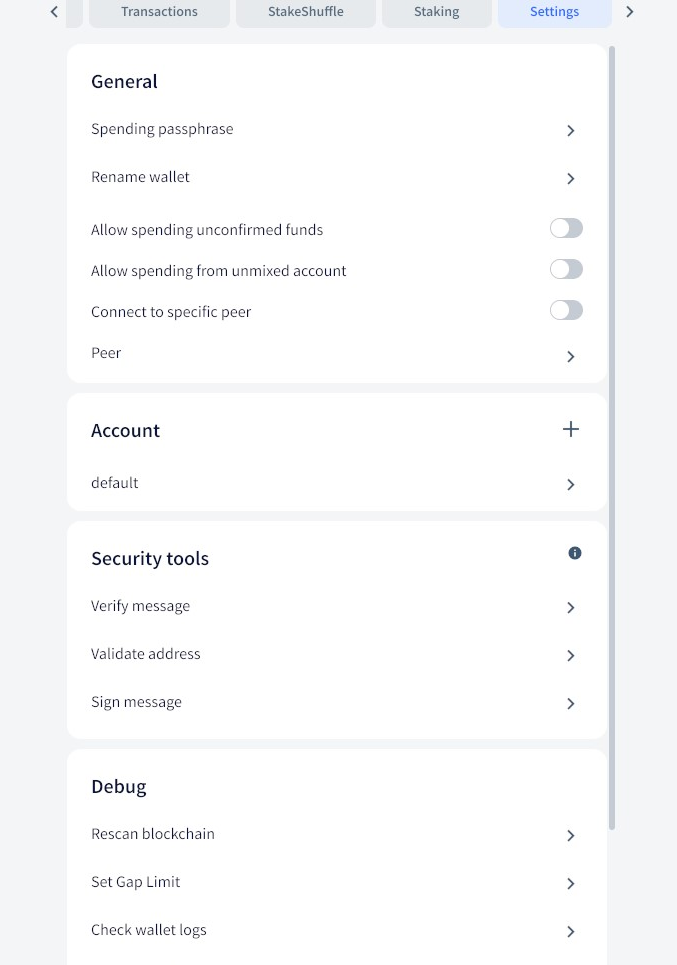 Transactions
StakeShuffle
Staking
Settings
General
Spending passphrase
Rename wallet
Allow spending unconfirmed funds
Allow spending from unmixed account
Connect to specific peer
Peer
Account
default
Security tools
Verify message
Validate address
Sign message
Debug
Rescan blockchain
Set Gap Limit
Check wallet logs